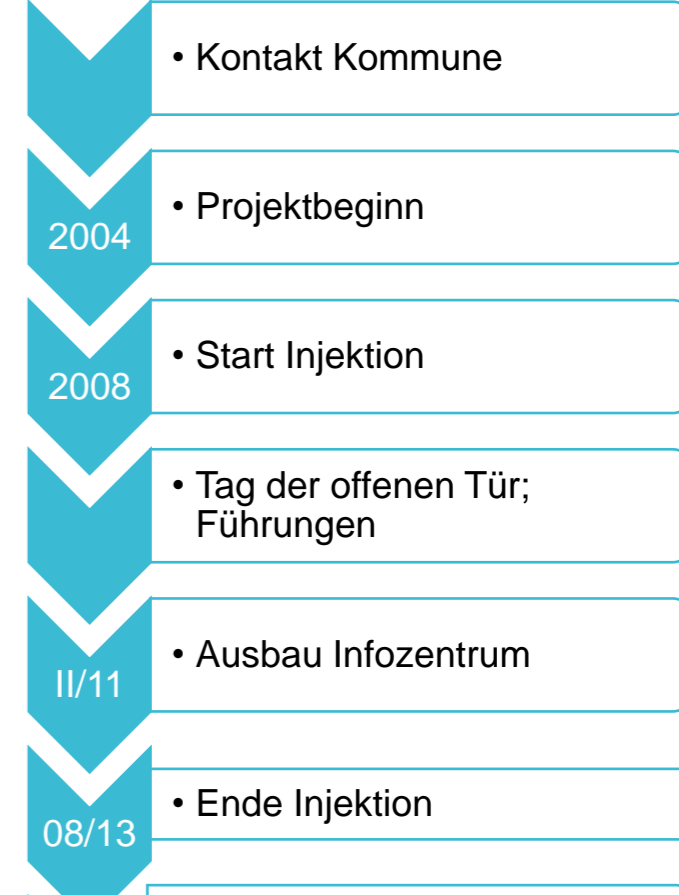 • Kontakt Kommune
2004
• Projektbeginn
2008
• Start Injektion
• Tag der offenen Tür;
Führungen
II/11
• Ausbau Infozentrum
08/13
• Ende Injektion